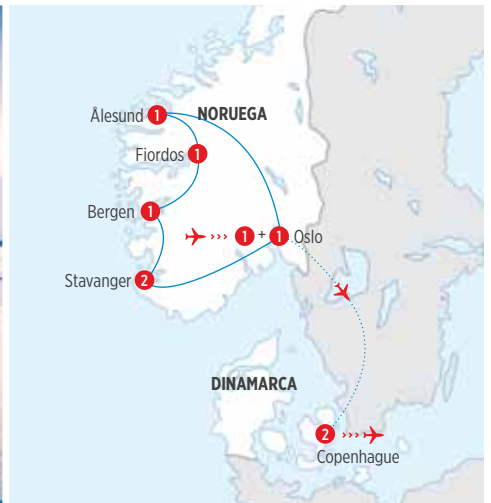 Ålesund 1
NORUEGA
Fiordos 1
Bergen 1
1 + 1 Oslo
Stavanger 2
DINAMARCA
2
Copenhague